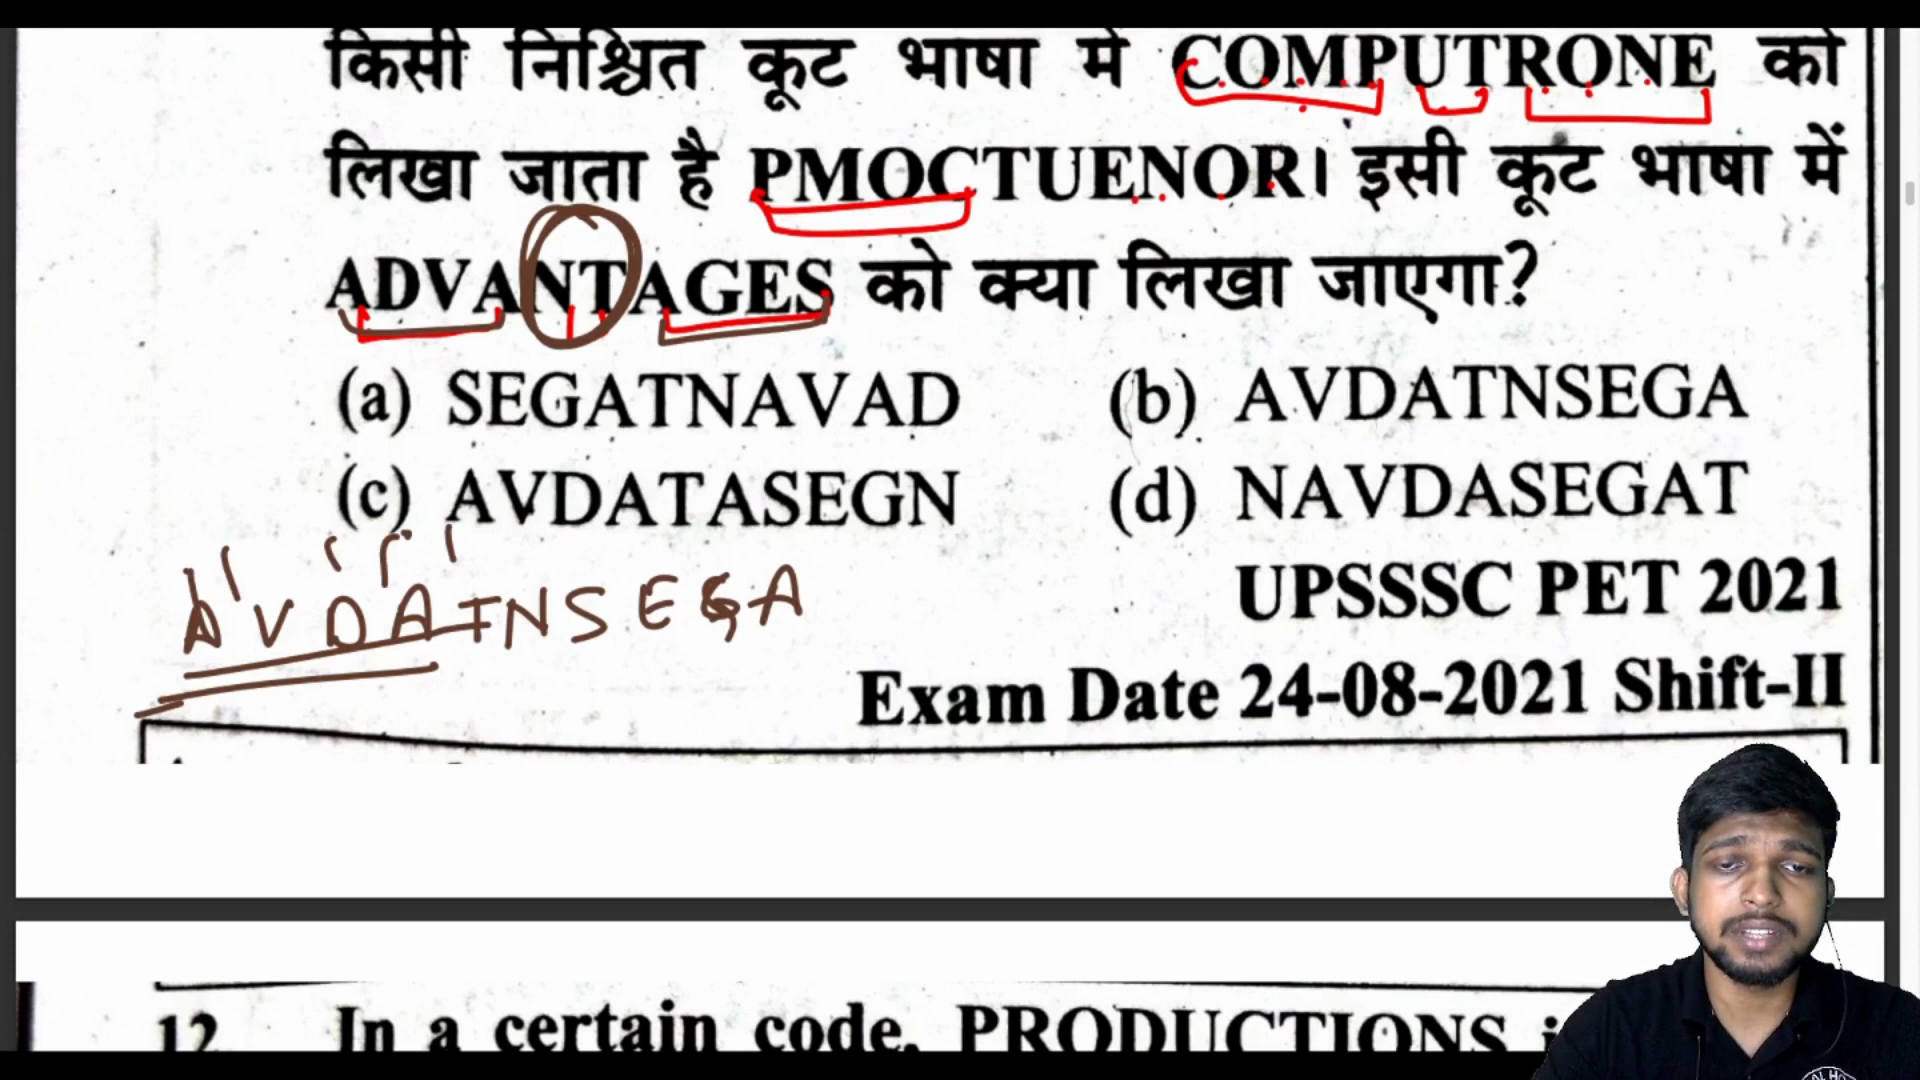 किसी निश्चित कूट भाषा में COMPUTRONE को
लिखा जाता है PMOCTUENOR। इसी कूट भाषा में
ADVANTAGES को क्या लिखा जाएगा?
(a) SEGATNAVAD (b) AVDATNSEGA
(c) AVDATASEGN (d) NAVDASEGAT
UPSSSC PET 2021
AVDATNSEGA
Exam Date 24-08-2021 Shift-II
12. In a certain code, PRODUCTIONS